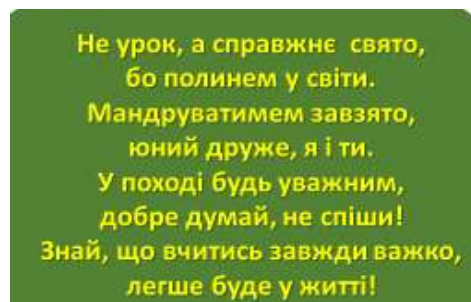 Не урок, а справжнє свято,
бо полинем у світи.
Мандруватимем завзято,
юний друже, я і ти.
У поході будь уважним,
добре думай, не спіши!
Знай, що вчитись завжди важко,
легше буде у житті!